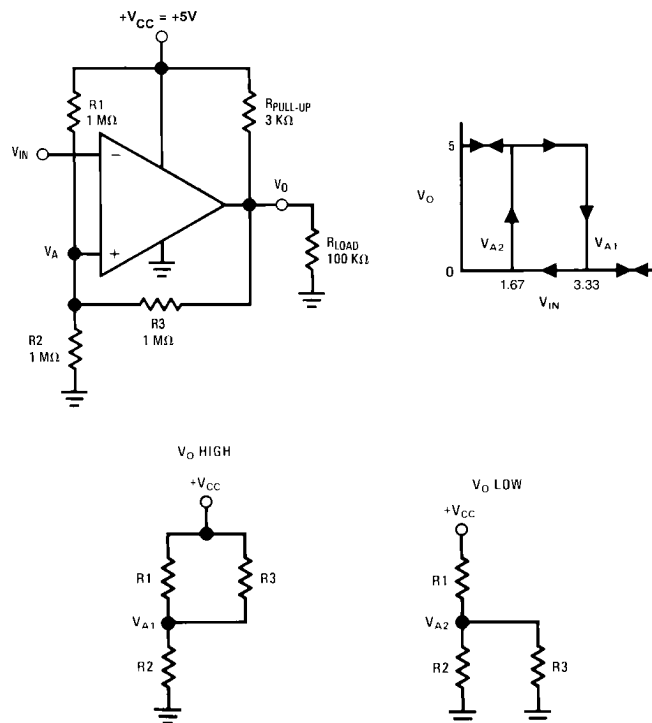 +VCC = +5V
R1
1 MΩ
RPULL-UP
3 KΩ
VIN
−
VO
VA
+
RLOAD
100 KΩ
R3
1 MΩ
R2
1 MΩ
5
VO
VA2
VA1
0
1.67
3.33
VIN
VO HIGH
+VCC
R1
R3
VA1
R2
VO LOW
+VCC
R1
VA2
R2
R3